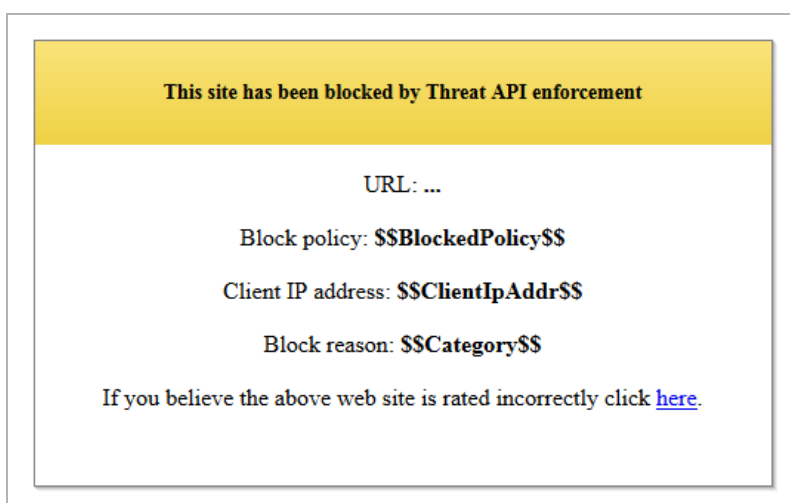 This site has been blocked by Threat API enforcement
URL: ...
Block policy: $$BlockedPolicy$$
Client IP address: $$ClientIpAddr$$
Block reason: $$Category$$
If you believe the above web site is rated incorrectly click here.